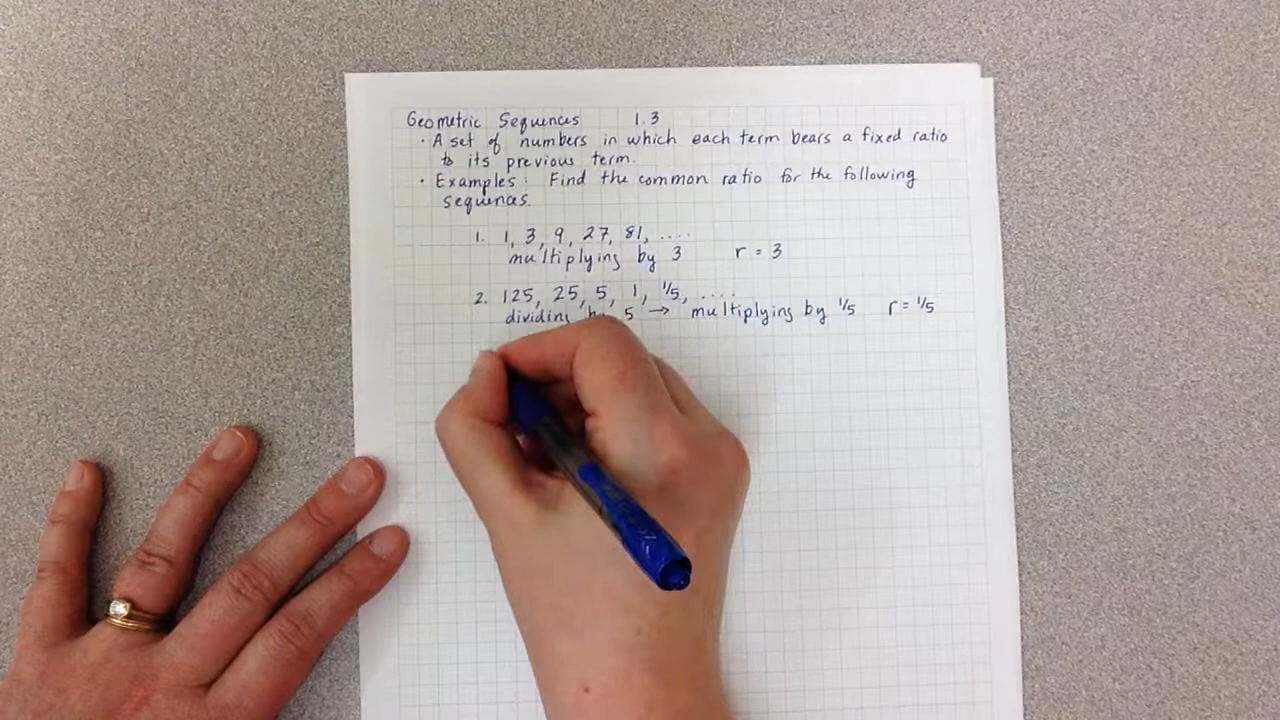 Geometric Sequences 1.3
· A set of numbers in which each term bears a fixed ratio
to its previous term.
· Examples: Find the common ratio for the following
sequences.
1. 1, 3, 9, 27, 81, ....
multiplying by 3 r = 3
2. 125, 25, 5, 1, 1/5, ....
dividing by 5 → multiplying by 1/5 r = 1/5